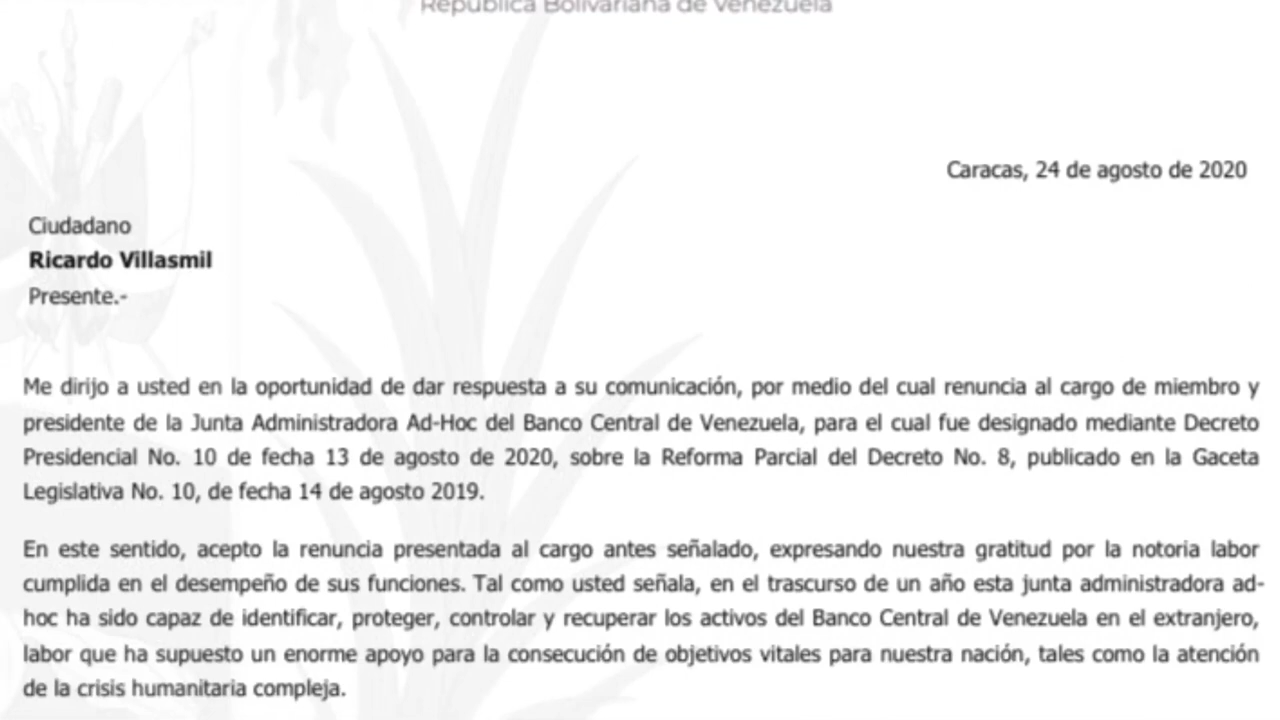 República Bolivariana de Venezuela
Caracas, 24 de agosto de 2020
Ciudadano
Ricardo Villasmil
Presente.-
Me dirijo a usted en la oportunidad de dar respuesta a su comunicación, por medio del cual renuncia al cargo de miembro y
presidente de la Junta Administradora Ad-Hoc del Banco Central de Venezuela, para el cual fue designado mediante Decreto
Presidencial No. 10 de fecha 13 de agosto de 2020, sobre la Reforma Parcial del Decreto No. 8, publicado en la Gaceta
Legislativa No. 10, de fecha 14 de agosto 2019.
En este sentido, acepto la renuncia presentada al cargo antes señalado, expresando nuestra gratitud por la notoria labor
cumplida en el desempeño de sus funciones. Tal como usted señala, en el trascurso de un año esta junta administradora ad-
hoc ha sido capaz de identificar, proteger, controlar y recuperar los activos del Banco Central de Venezuela en el extranjero,
labor que ha supuesto un enorme apoyo para la consecución de objetivos vitales para nuestra nación, tales como la atención
de la crisis humanitaria compleja.